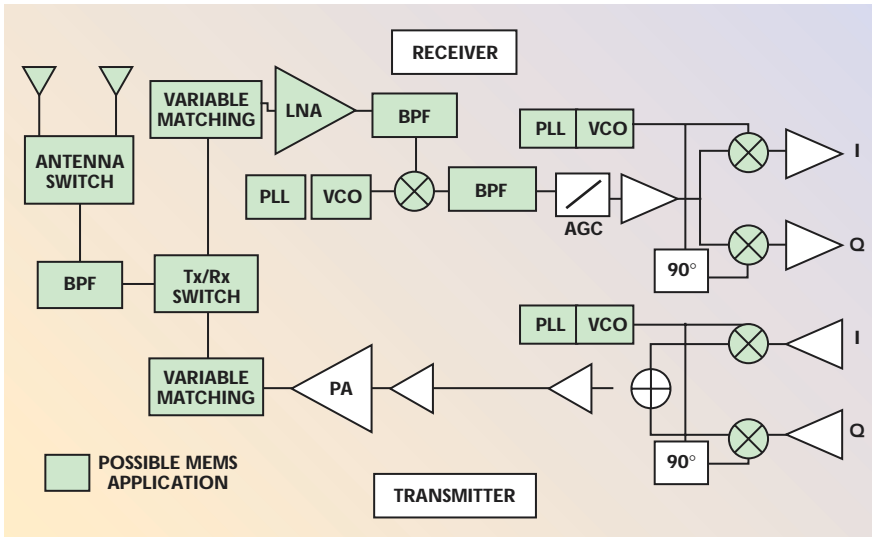 RECEIVER
VARIABLE
MATCHING
LNA
BPF
PLL
VCO
I
ANTENNA
SWITCH
PLL
VCO
BPF
AGC
Q
90°
BPF
Tx/Rx
SWITCH
PLL
VCO
I
VARIABLE
MATCHING
PA
Q
90°
POSSIBLE MEMS
APPLICATION
TRANSMITTER